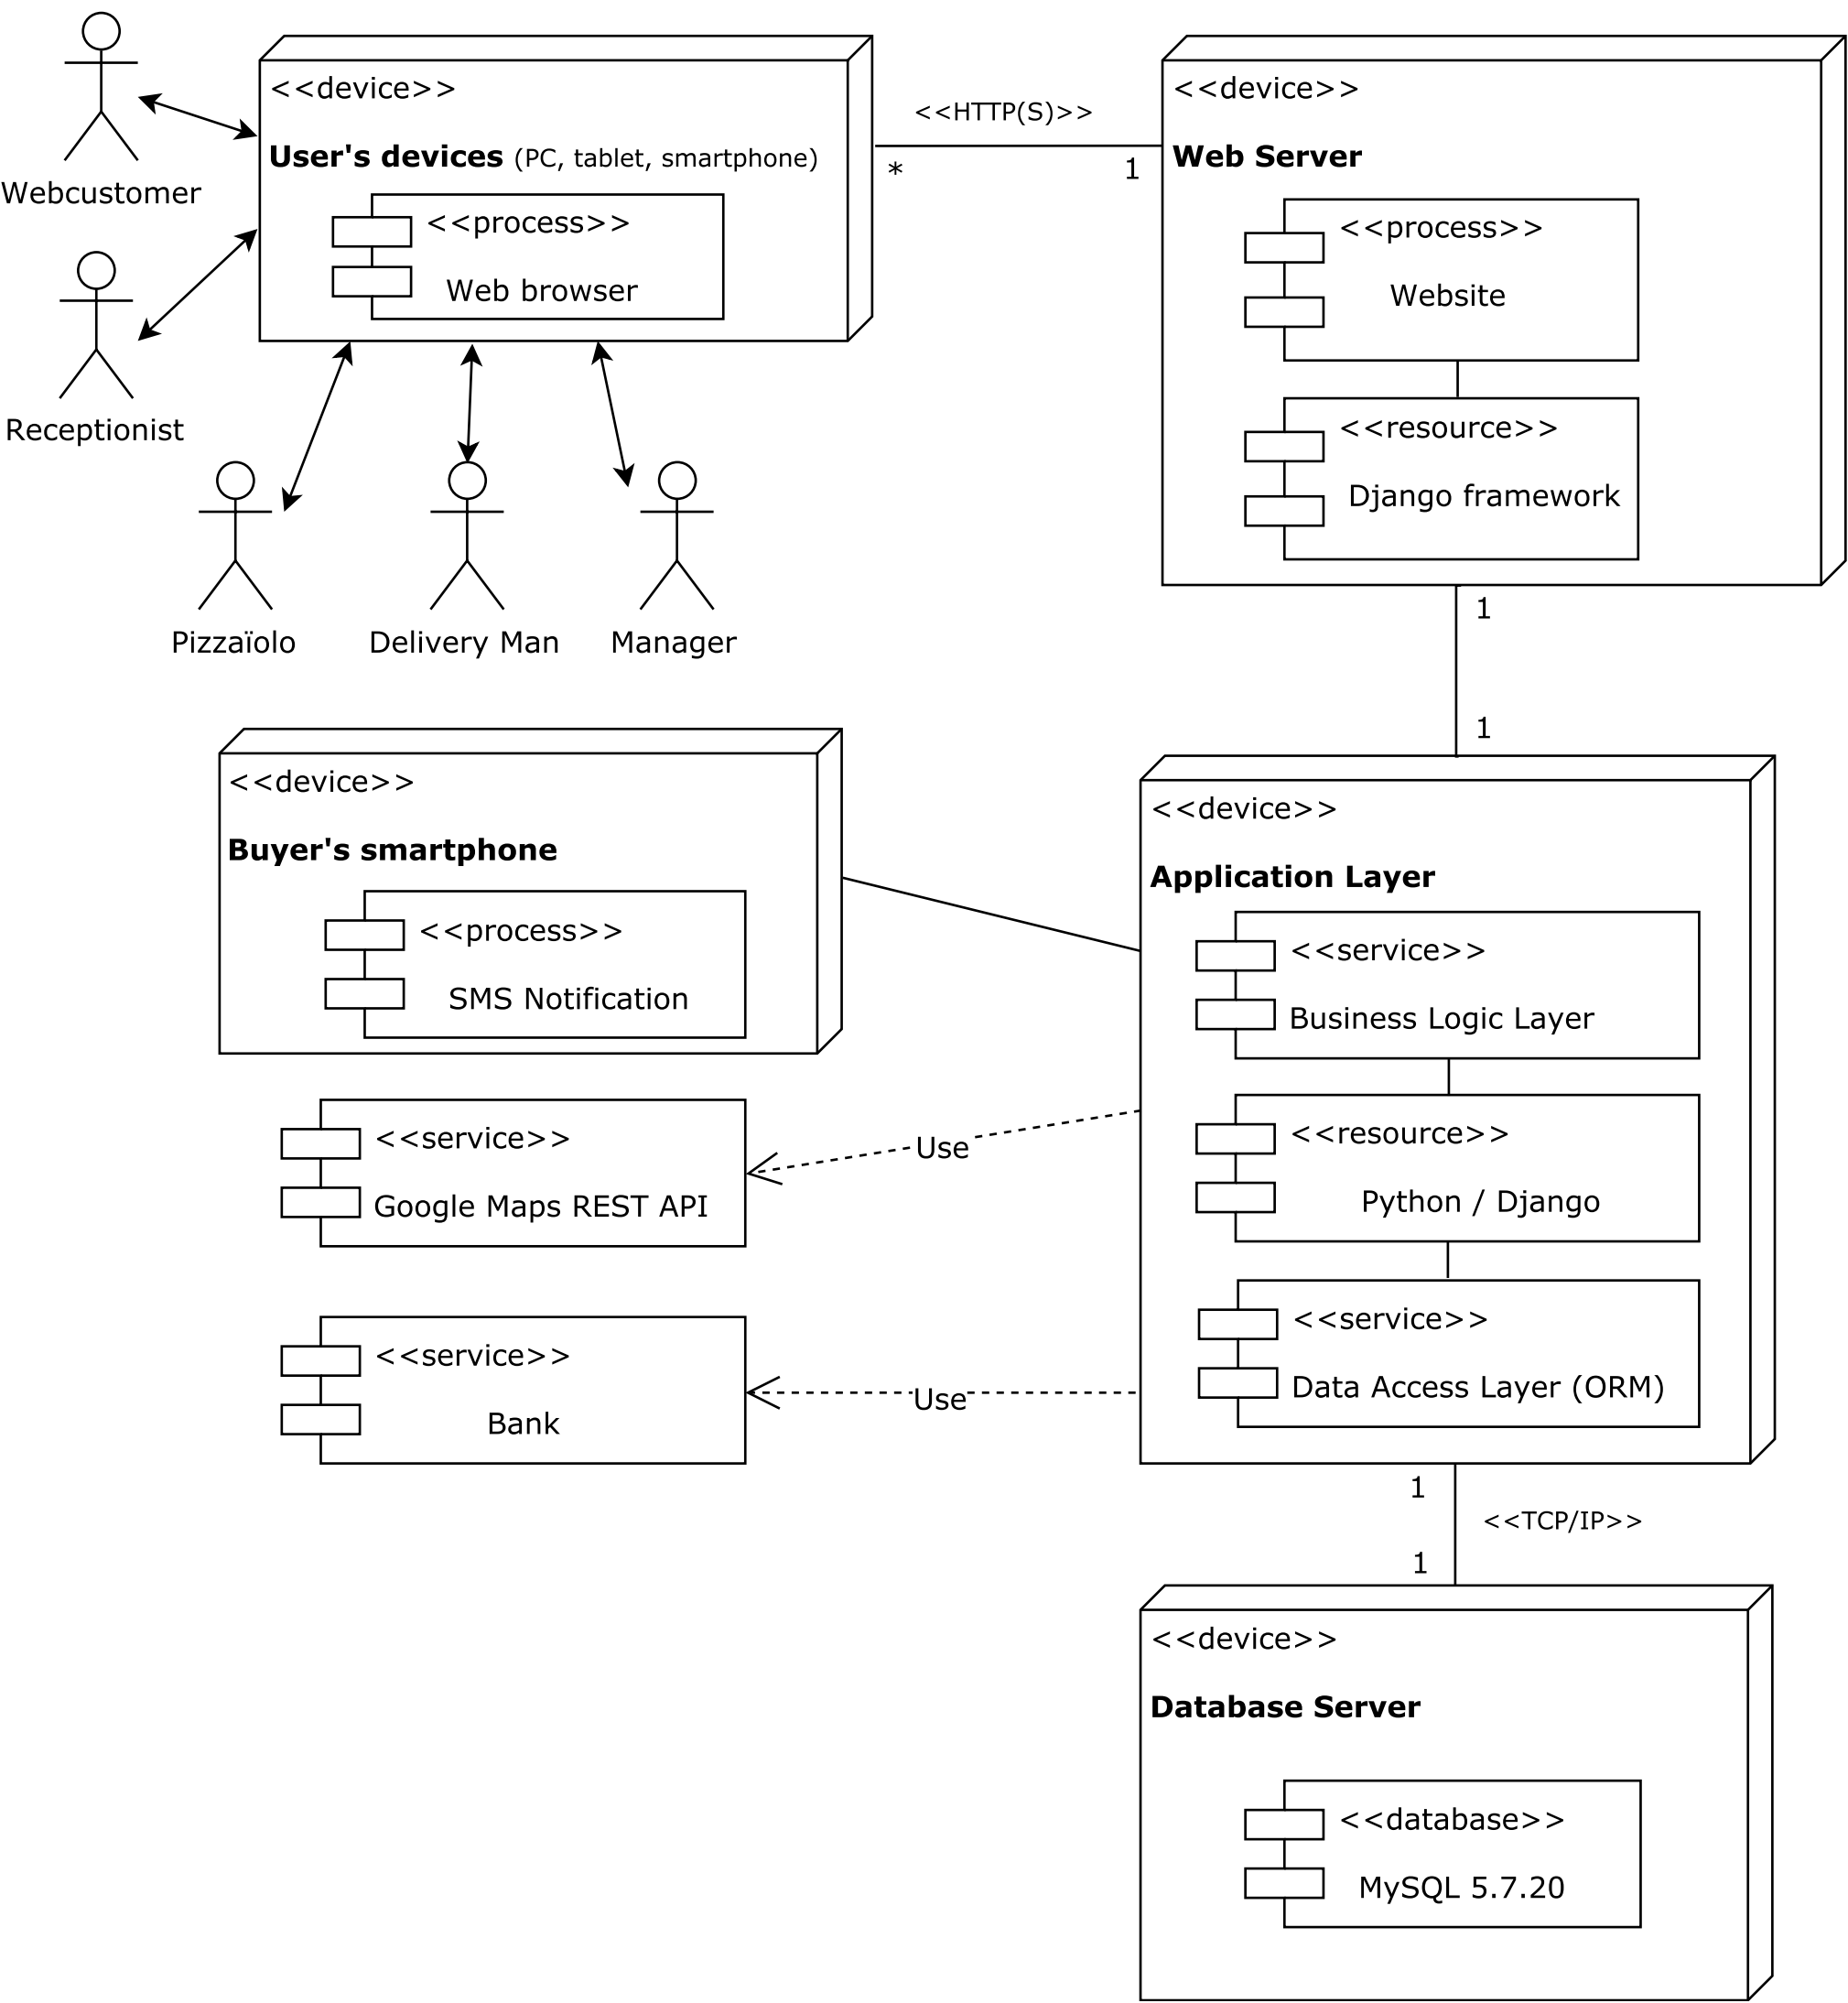 Webcustomer
Receptionist
Pizzaïolo
Delivery Man
Manager
<<device>>
User's devices (PC, tablet, smartphone)
<<process>>
Web browser
<<HTTP(S)>>
*
1
<<device>>
Web Server
<<process>>
Website
<<resource>>
Django framework
1
1
<<device>>
Buyer's smartphone
<<process>>
SMS Notification
<<service>>
Google Maps REST API
Use
<<service>>
Bank
Use
<<device>>
Application Layer
<<service>>
Business Logic Layer
<<resource>>
Python / Django
<<service>>
Data Access Layer (ORM)
1
<<TCP/IP>>
1
<<device>>
Database Server
<<database>>
MySQL 5.7.20